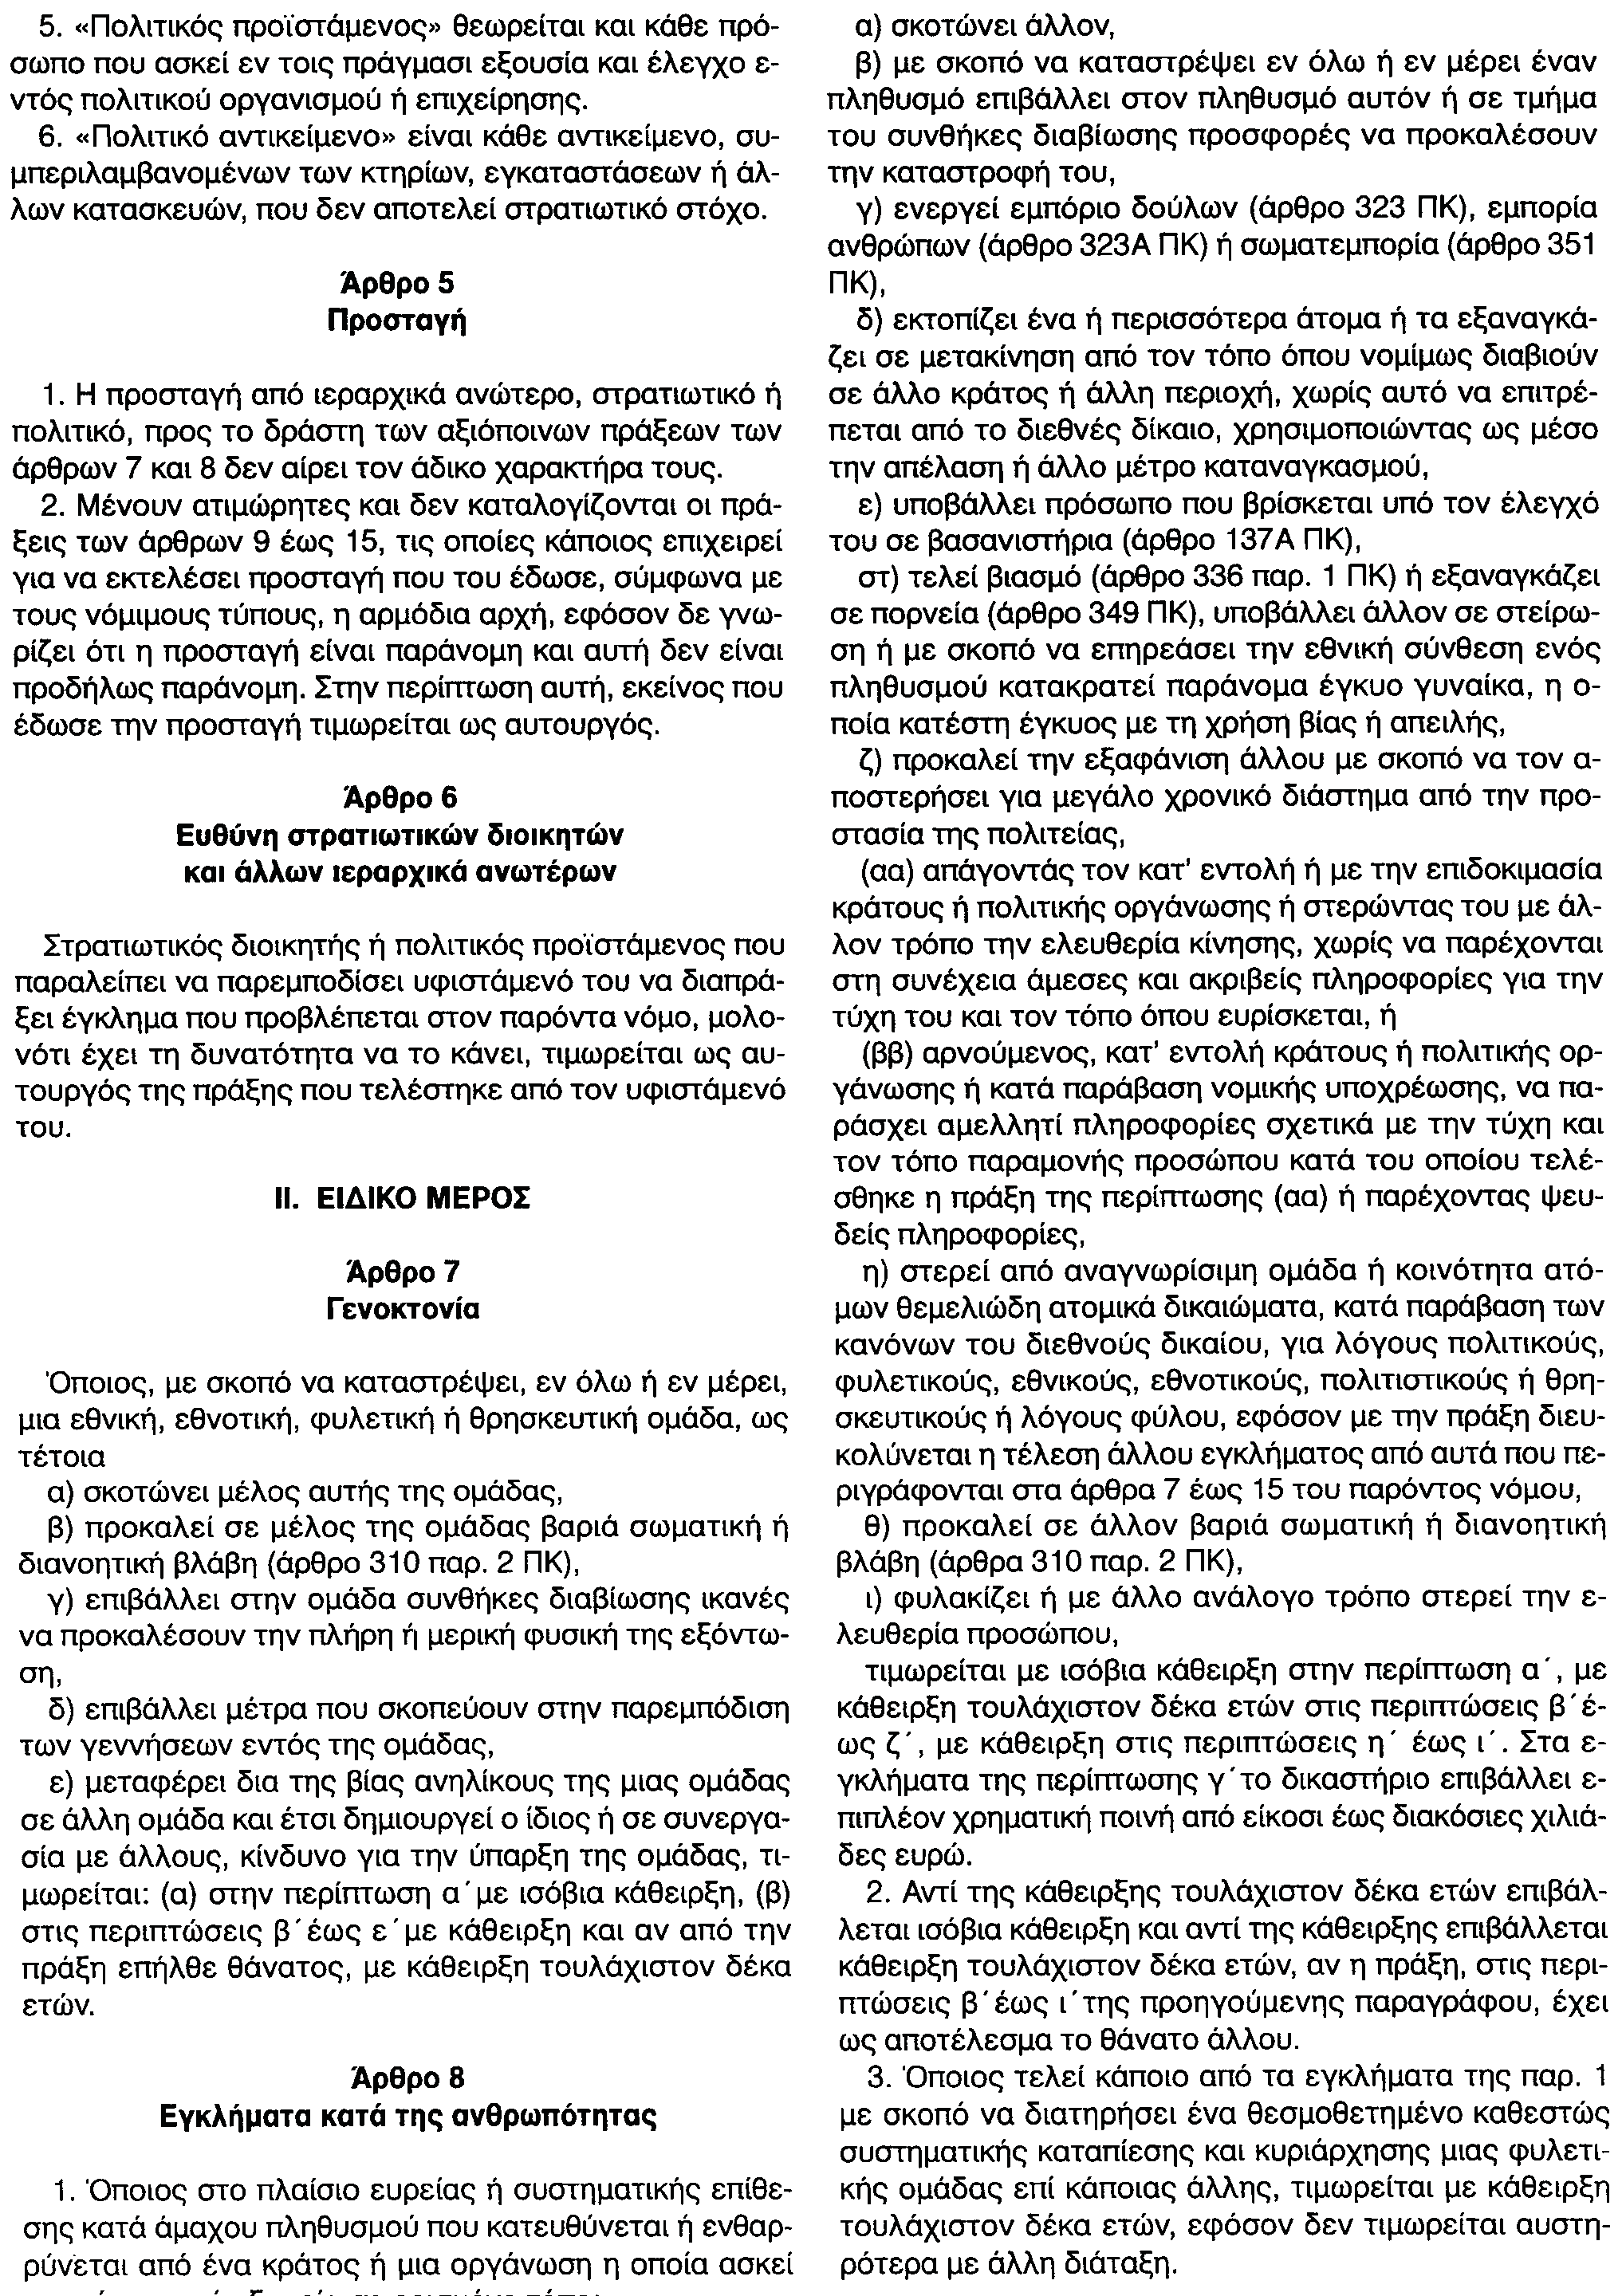 5. «Πολιτικός προϊστάμενος» θεωρείται και κάθε πρό-
σωπο που ασκεί εν τοις πράγμασι εξουσία και έλεγχο ε-
ντός πολιτικού οργανισμού ή επιχείρησης.
6. «Πολιτικό αντικείμενο» είναι κάθε αντικείμενο, συ-
μπεριλαμβανομένων των κτηρίων, εγκαταστάσεων ή άλ-
λων κατασκευών, που δεν αποτελεί στρατιωτικό στόχο.
Άρθρο 5
Προσταγή
1. Η προσταγή από ιεραρχικά ανώτερο, στρατιωτικό ή
πολιτικό, προς το δράστη των αξιόποινων πράξεων των
άρθρων 7 και 8 δεν αίρει τον άδικο χαρακτήρα τους.
2. Μένουν ατιμώρητες και δεν καταλογίζονται οι πρά-
ξεις των άρθρων 9 έως 15, τις οποίες κάποιος επιχειρεί
για να εκτελέσει προσταγή που του έδωσε, σύμφωνα με
τους νόμιμους τύπους, η αρμόδια αρχή, εφόσον δε γνω-
ρίζει ότι η προσταγή είναι παράνομη και αυτή δεν είναι
προδήλως παράνομη. Στην περίπτωση αυτή, εκείνος που
έδωσε την προσταγή τιμωρείται ως αυτουργός.
Άρθρο 6
Ευθύνη στρατιωτικών διοικητών
και άλλων ιεραρχικά ανωτέρων
Στρατιωτικός διοικητής ή πολιτικός προϊστάμενος που
παραλείπει να παρεμποδίσει υφιστάμενό του να διαπρά-
ξει έγκλημα που προβλέπεται στον παρόντα νόμο, μολο-
νότι έχει τη δυνατότητα να το κάνει, τιμωρείται ως αυ-
τουργός της πράξης που τελέστηκε από τον υφιστάμενό
του.
ΙΙ. ΕΙΔΙΚΟ ΜΕΡΟΣ
Άρθρο 7
Γενοκτονία
Όποιος, με σκοπό να καταστρέψει, εν όλω ή εν μέρει,
μια εθνική, εθνοτική, φυλετική ή θρησκευτική ομάδα, ως
τέτοια
α) σκοτώνει μέλος αυτής της ομάδας,
β) προκαλεί σε μέλος της ομάδας βαριά σωματική ή
διανοητική βλάβη (άρθρο 310 παρ. 2 ΠΚ),
γ) επιβάλλει στην ομάδα συνθήκες διαβίωσης ικανές
να προκαλέσουν την πλήρη ή μερική φυσική της εξόντω-
ση,
δ) επιβάλλει μέτρα που σκοπεύουν στην παρεμπόδιση
των γεννήσεων εντός της ομάδας,
ε) μεταφέρει δια της βίας ανηλίκους της μιας ομάδας
σε άλλη ομάδα και έτσι δημιουργεί ο ίδιος ή σε συνεργα-
σία με άλλους, κίνδυνο για την ύπαρξη της ομάδας, τι-
μωρείται: (α) στην περίπτωση α΄με ισόβια κάθειρξη, (β)
στις περιπτώσεις β΄έως ε΄με κάθειρξη και αν από την
πράξη επήλθε θάνατος, με κάθειρξη τουλάχιστον δέκα
ετών.
Άρθρο 8
Εγκλήματα κατά της ανθρωπότητας
1. Όποιος στο πλαίσιο ευρείας ή συστηματικής επίθε-
σης κατά άμαχου πληθυσμού που κατευθύνεται ή ενθαρ-
ρύνεται από ένα κράτος ή μια οργάνωση η οποία ασκεί
α) σκοτώνει άλλον,
β) με σκοπό να καταστρέψει εν όλω ή εν μέρει έναν
πληθυσμό επιβάλλει στον πληθυσμό αυτόν ή σε τμήμα
του συνθήκες διαβίωσης προσφορές να προκαλέσουν
την καταστροφή του,
γ) ενεργεί εμπόριο δούλων (άρθρο 323 ΠΚ), εμπορία
ανθρώπων (άρθρο 323Α ΠΚ) ή σωματεμπορία (άρθρο 351
ΠΚ),
δ) εκτοπίζει ένα ή περισσότερα άτομα ή τα εξαναγκά-
ζει σε μετακίνηση από τον τόπο όπου νομίμως διαβιούν
σε άλλο κράτος ή άλλη περιοχή, χωρίς αυτό να επιτρέ-
πεται από το διεθνές δίκαιο, χρησιμοποιώντας ως μέσο
την απέλαση ή άλλο μέτρο καταναγκασμού,
ε) υποβάλλει πρόσωπο που βρίσκεται υπό τον έλεγχό
του σε βασανιστήρια (άρθρο 137Α ΠΚ),
στ) τελεί βιασμό (άρθρο 336 παρ. 1 ΠΚ) ή εξαναγκάζει
σε πορνεία (άρθρο 349 ΠΚ), υποβάλλει άλλον σε στείρω-
ση ή με σκοπό να επηρεάσει την εθνική σύνθεση ενός
πληθυσμού κατακρατεί παράνομα έγκυο γυναίκα, η ο-
ποία κατέστη έγκυος με τη χρήση βίας ή απειλής,
ζ) προκαλεί την εξαφάνιση άλλου με σκοπό να τον α-
ποστερήσει για μεγάλο χρονικό διάστημα από την προ-
στασία της πολιτείας,
(αα) απάγοντάς τον κατ' εντολή ή με την επιδοκιμασία
κράτους ή πολιτικής οργάνωσης ή στερώντας του με άλ-
λον τρόπο την ελευθερία κίνησης, χωρίς να παρέχονται
στη συνέχεια άμεσες και ακριβείς πληροφορίες για την
τύχη του και τον τόπο όπου ευρίσκεται, ή
(ββ) αρνούμενος, κατ' εντολή κράτους ή πολιτικής ορ-
γάνωσης ή κατά παράβαση νομικής υποχρέωσης, να πα-
ράσχει αμελλητί πληροφορίες σχετικά με την τύχη και
τον τόπο παραμονής προσώπου κατά του οποίου τελέ-
σθηκε η πράξη της περίπτωσης (αα) ή παρέχοντας ψευ-
δείς πληροφορίες,
η) στερεί από αναγνωρίσιμη ομάδα ή κοινότητα ατό-
μων θεμελιώδη ατομικά δικαιώματα, κατά παράβαση των
κανόνων του διεθνούς δικαίου, για λόγους πολιτικούς,
φυλετικούς, εθνικούς, εθνοτικούς, πολιτιστικούς ή θρη-
σκευτικούς ή λόγους φύλου, εφόσον με την πράξη διευ-
κολύνεται η τέλεση άλλου εγκλήματος από αυτά που πε-
ριγράφονται στα άρθρα 7 έως 15 του παρόντος νόμου,
θ) προκαλεί σε άλλον βαριά σωματική ή διανοητική
βλάβη (άρθρα 310 παρ. 2 ΠΚ),
ι) φυλακίζει ή με άλλο ανάλογο τρόπο στερεί την ε-
λευθερία προσώπου,
τιμωρείται με ισόβια κάθειρξη στην περίπτωση α΄, με
κάθειρξη τουλάχιστον δέκα ετών στις περιπτώσεις β΄έ-
ως ζ΄, με κάθειρξη στις περιπτώσεις η΄ έως ι΄. Στα ε-
γκλήματα της περίπτωσης γ΄το δικαστήριο επιβάλλει ε-
πιπλέον χρηματική ποινή από είκοσι έως διακόσιες χιλιά-
δες ευρώ.
2. Αντί της κάθειρξης τουλάχιστον δέκα ετών επιβάλ-
λεται ισόβια κάθειρξη και αντί της κάθειρξης επιβάλλεται
κάθειρξη τουλάχιστον δέκα ετών, αν η πράξη, στις περι-
πτώσεις β΄έως ι΄της προηγούμενης παραγράφου, έχει
ως αποτέλεσμα το θάνατο άλλου.
3. Όποιος τελεί κάποιο από τα εγκλήματα της παρ. 1
με σκοπό να διατηρήσει ένα θεσμοθετημένο καθεστώς
συστηματικής καταπίεσης και κυριάρχησης μιας φυλετι-
κής ομάδας επί κάποιας άλλης, τιμωρείται με κάθειρξη
τουλάχιστον δέκα ετών, εφόσον δεν τιμωρείται αυστη-
ρότερα με άλλη διάταξη.